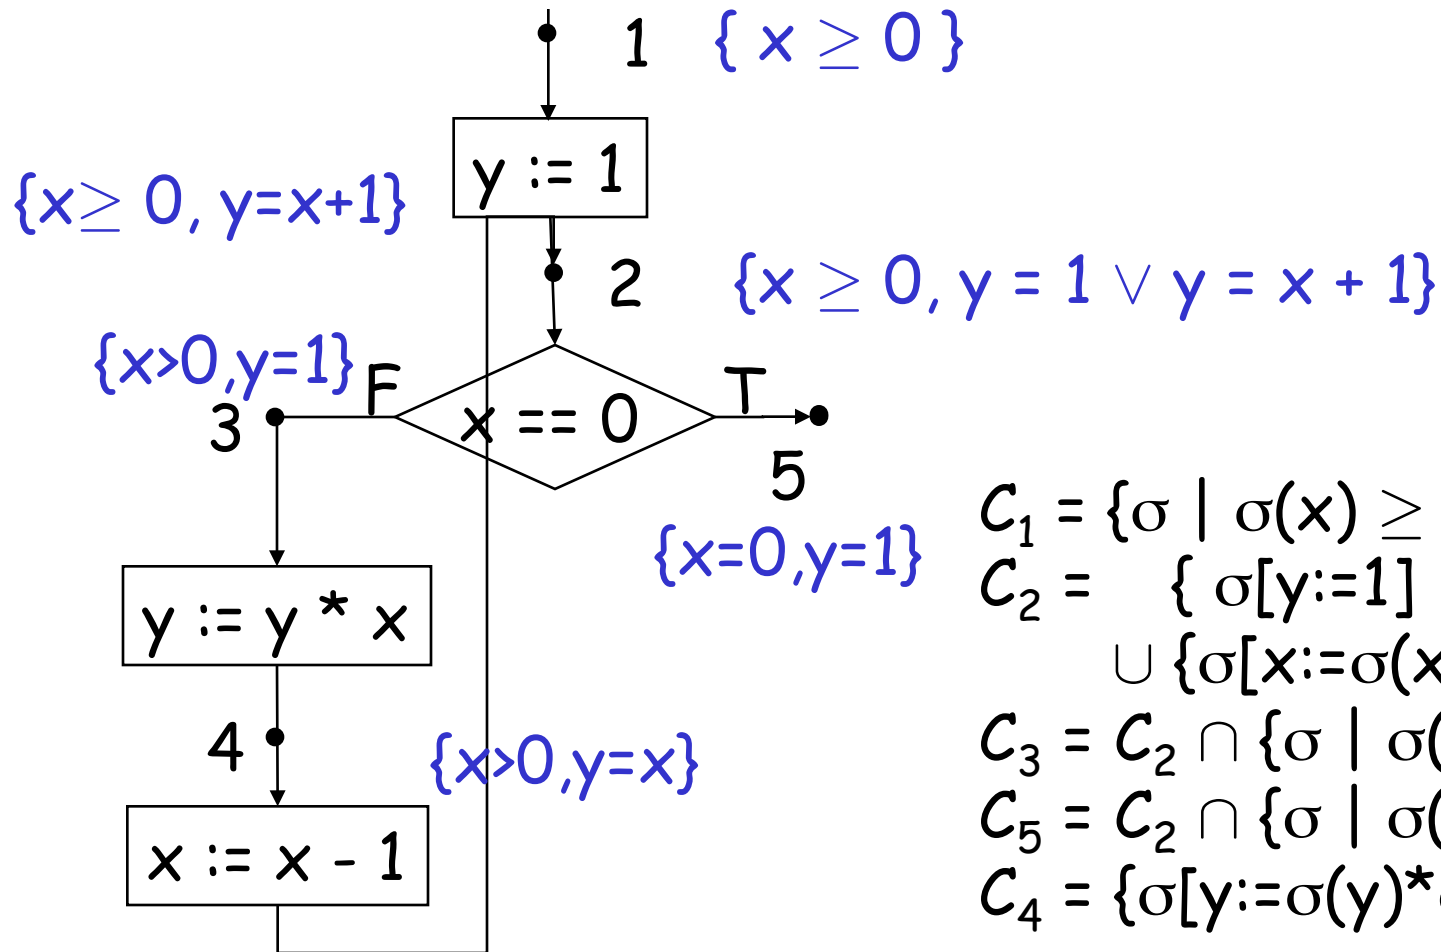 1 { x ≥ 0 }
y := 1
{x≥ 0, y=x+1}
2 {x ≥ 0, y = 1 ∨ y = x + 1}
{x>0,y=1}
F
T
x == 0
3
5
{x=0,y=1}
C1 = {σ | σ(x) ≥
C2 = { σ[y:=1]
∪ {σ[x:=σ(x
C3 = C2 ∩ {σ | σ(
C5 = C2 ∩ {σ | σ(
C4 = {σ[y:=σ(y)*
y := y * x
4
{x>0,y=x}
x := x - 1